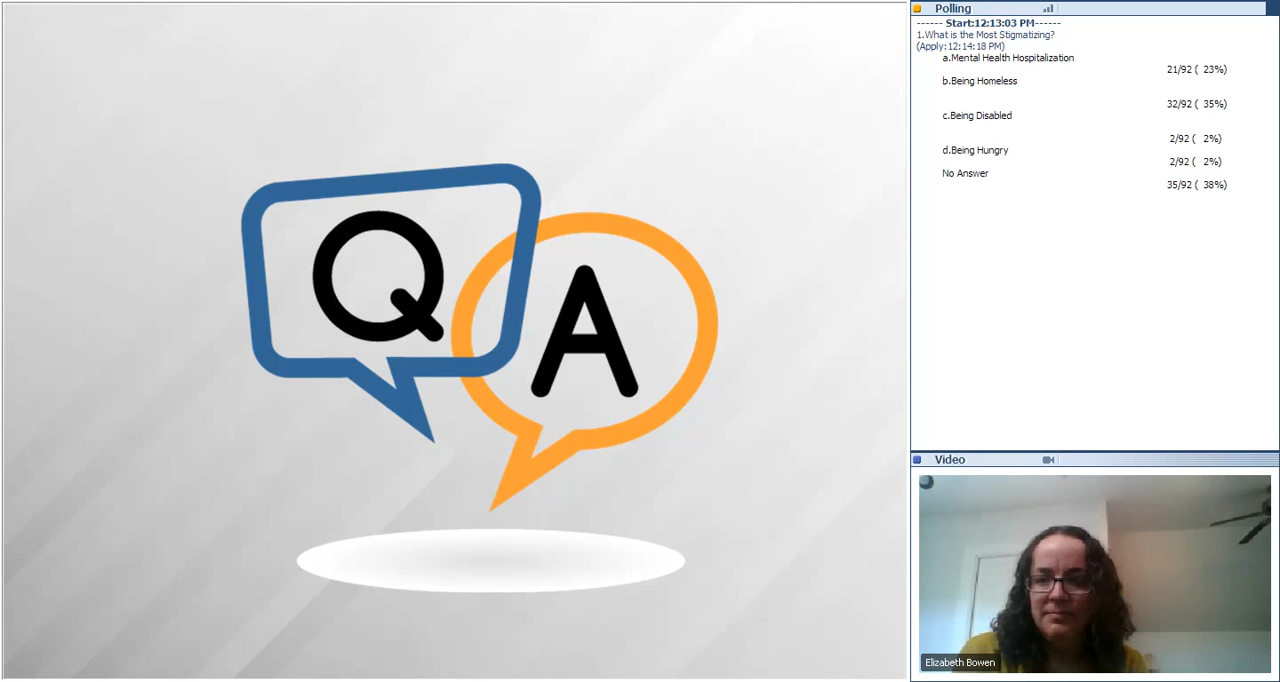 Q
A
Polling
------ Start:12:13:03 PM------
1.What is the Most Stigmatizing?
(Apply:12:14:18 PM)
a.Mental Health Hospitalization
21/92 ( 23%)
b.Being Homeless
32/92 ( 35%)
c.Being Disabled
2/92 ( 2%)
d.Being Hungry
2/92 ( 2%)
No Answer
35/92 ( 38%)
Video
Elizabeth Bowen